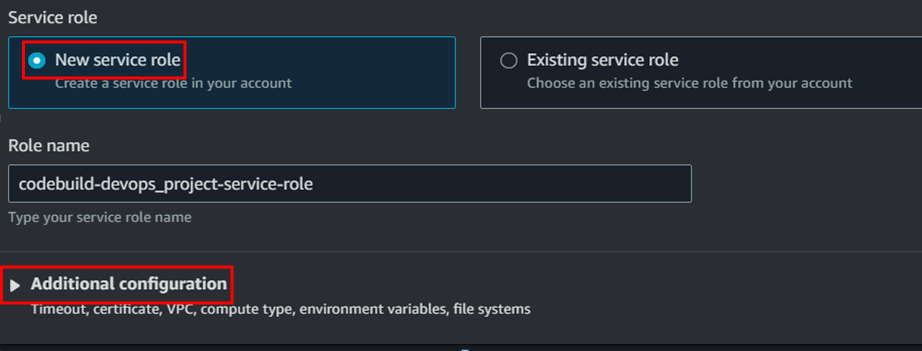 Service role
New service role
Create a service role in your account
Existing service role
Choose an existing service role from your account
Role name
codebuild-devops_project-service-role
Type your service role name
Additional configuration
Timeout, certificate, VPC, compute type, environment variables, file systems